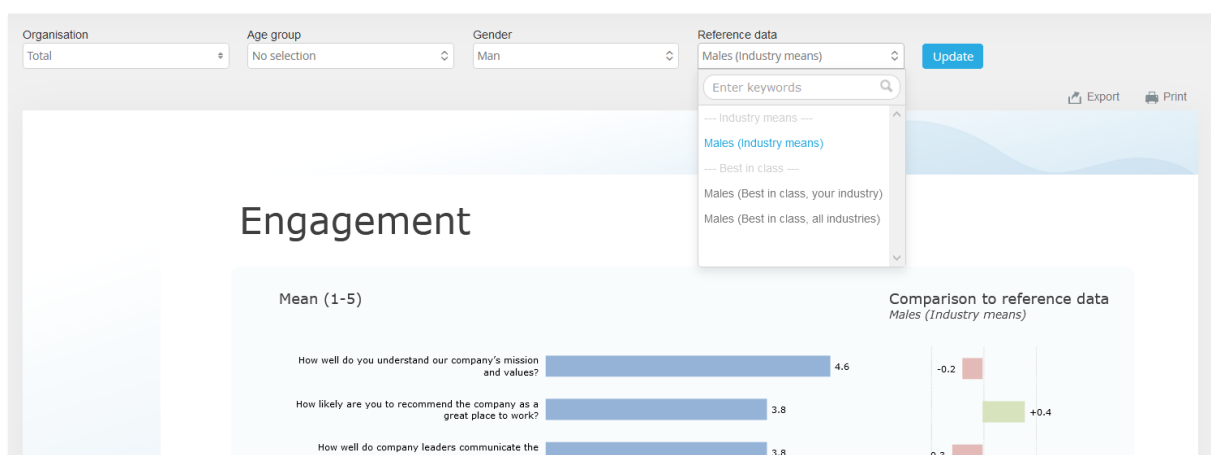 Organisation
Age group
Gender
Reference data
Total
No selection
Man
Males (Industry means)
Update
Enter keywords
--- Industry means ---
Males (Industry means)
--- Best in class ---
Males (Best in class, your industry)
Males (Best in class, all industries)
Export
Print
Engagement
Mean (1-5)
Comparison to reference data
Males (Industry means)
How well do you understand our company's mission
and values?
4.6
-0.2
How likely are you to recommend the company as a
great place to work?
3.8
+0.4
How well do company leaders communicate the
3.8